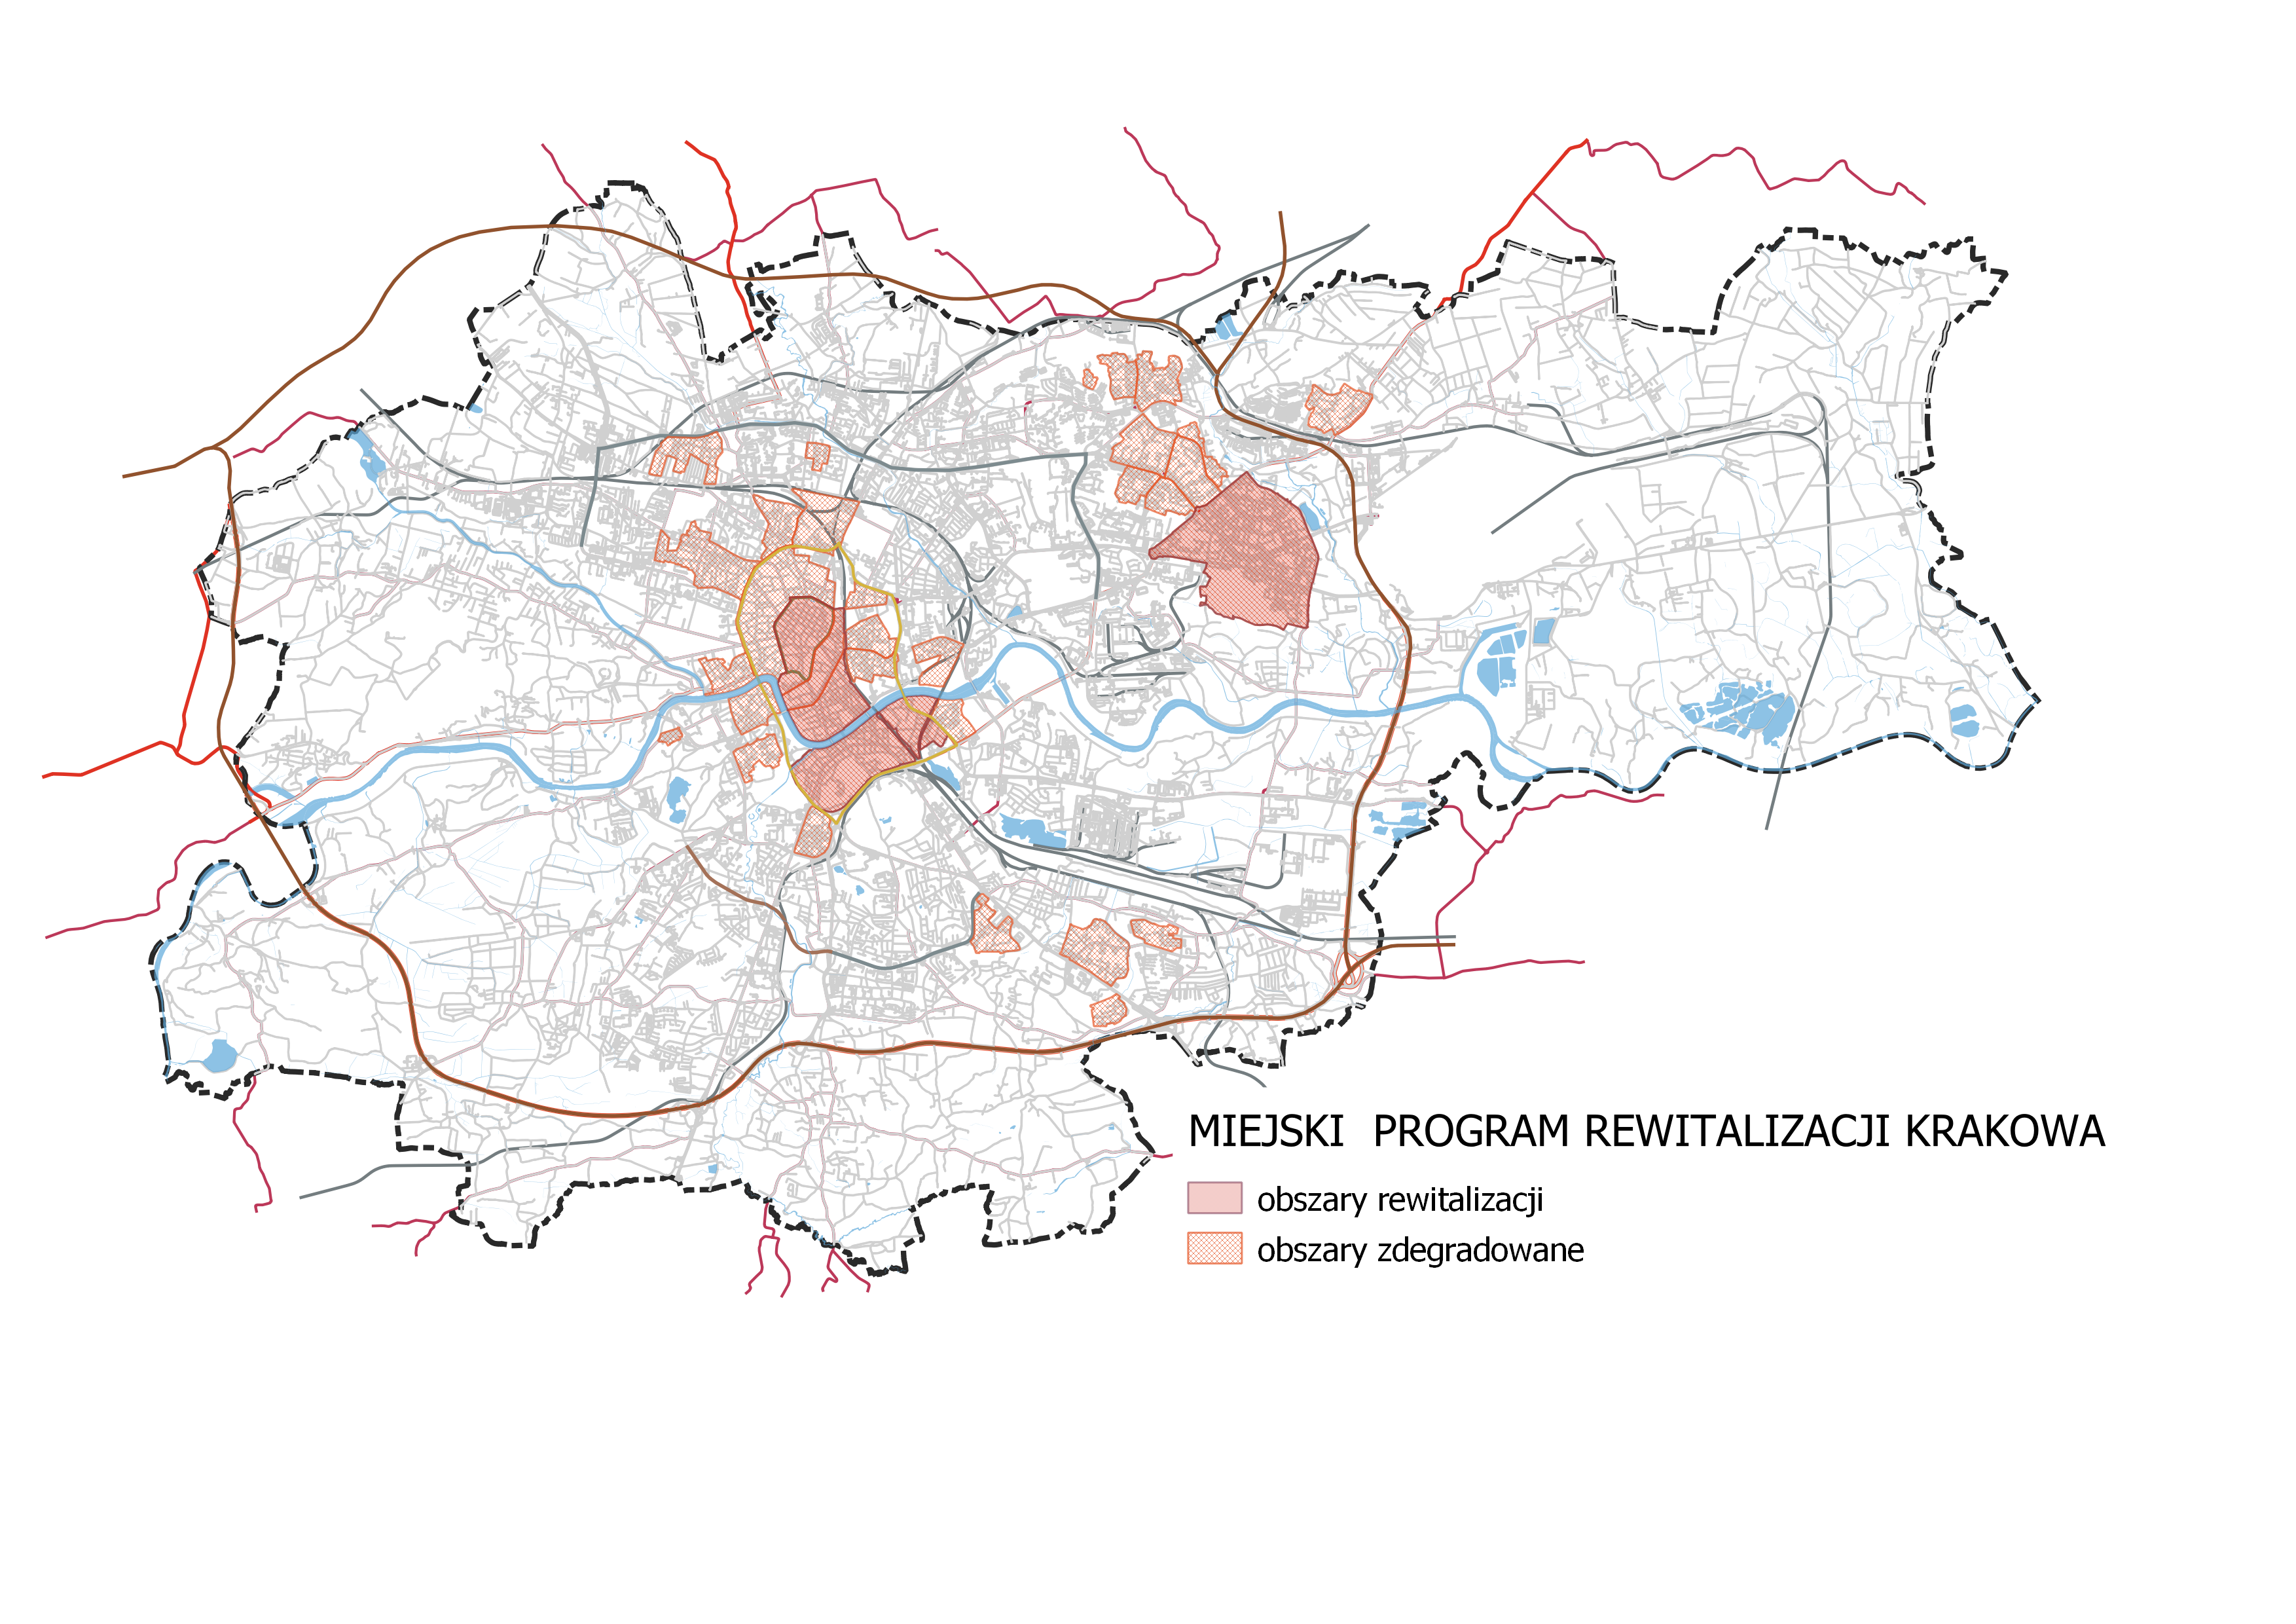 MIEJSKI PROGRAM REWITALIZACJI KRAKOWA
obszary rewitalizacji
obszary zdegradowane